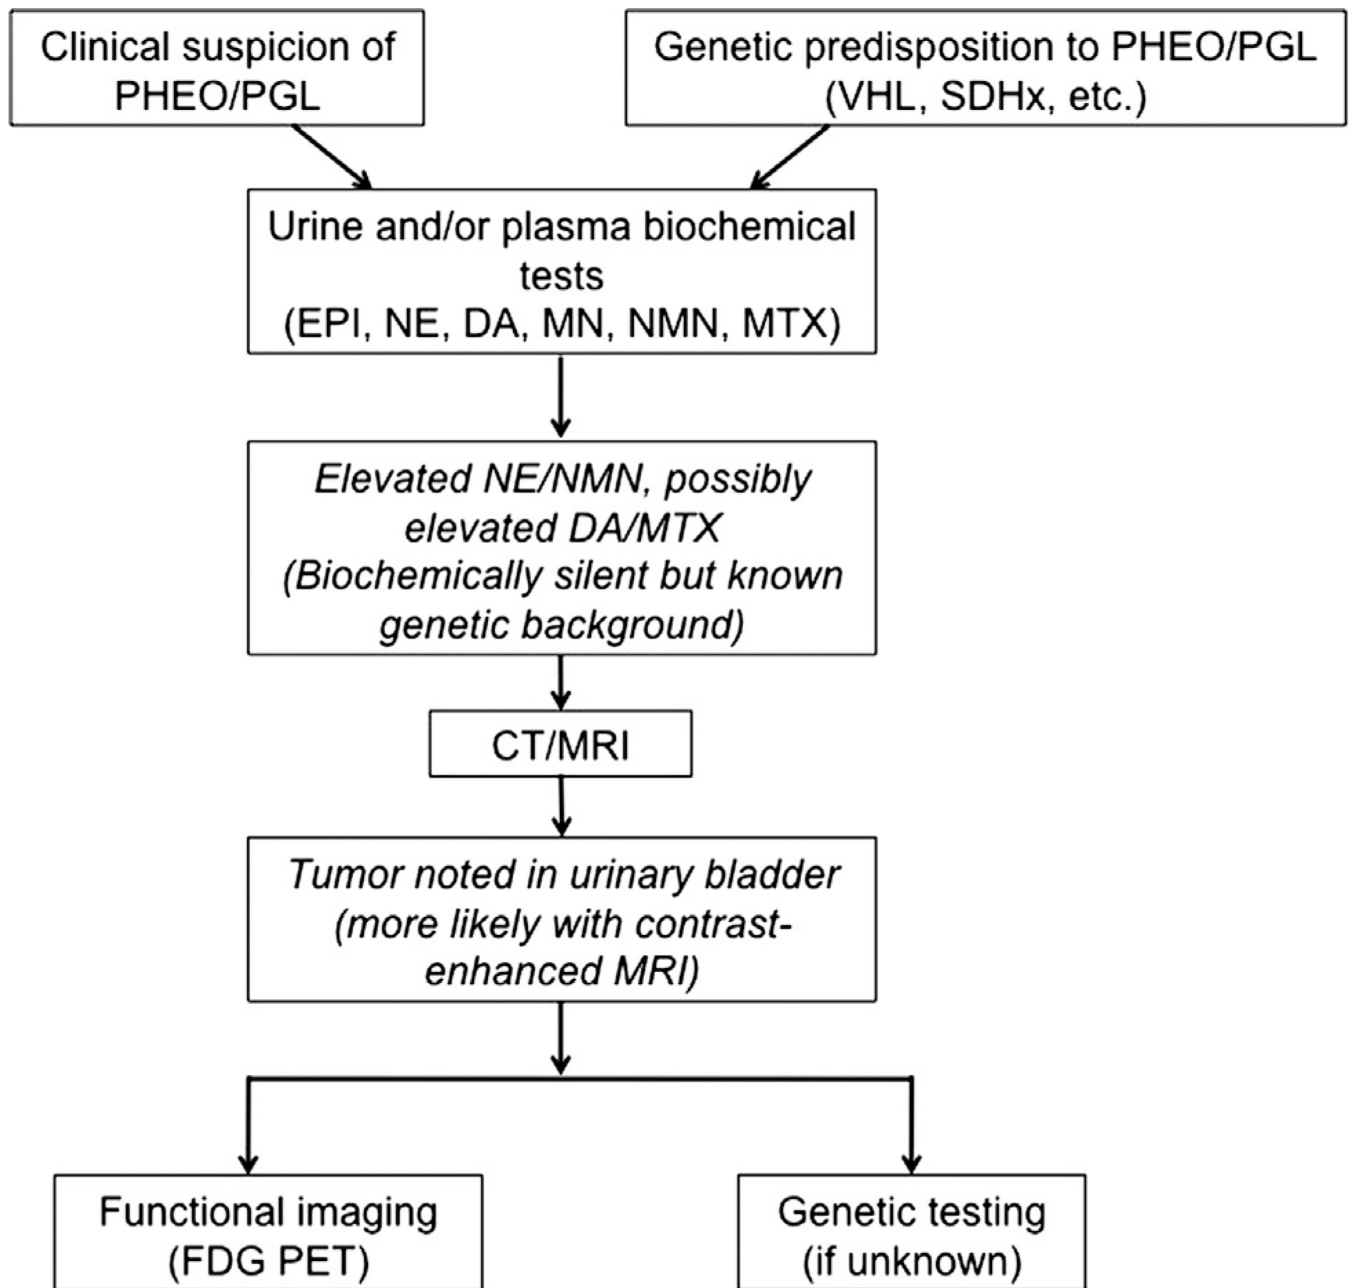 Clinical suspicion of
PHEO/PGL
Genetic predisposition to PHEO/PGL
(VHL, SDHx, etc.)
Urine and/or plasma biochemical
tests
(EPI, NE, DA, MN, NMN, MTX)
Elevated NE/NMN, possibly
elevated DA/MTX
(Biochemically silent but known
genetic background)
CT/MRI
Tumor noted in urinary bladder
(more likely with contrast-
enhanced MRI)
Functional imaging
(FDG PET)
Genetic testing
(if unknown)